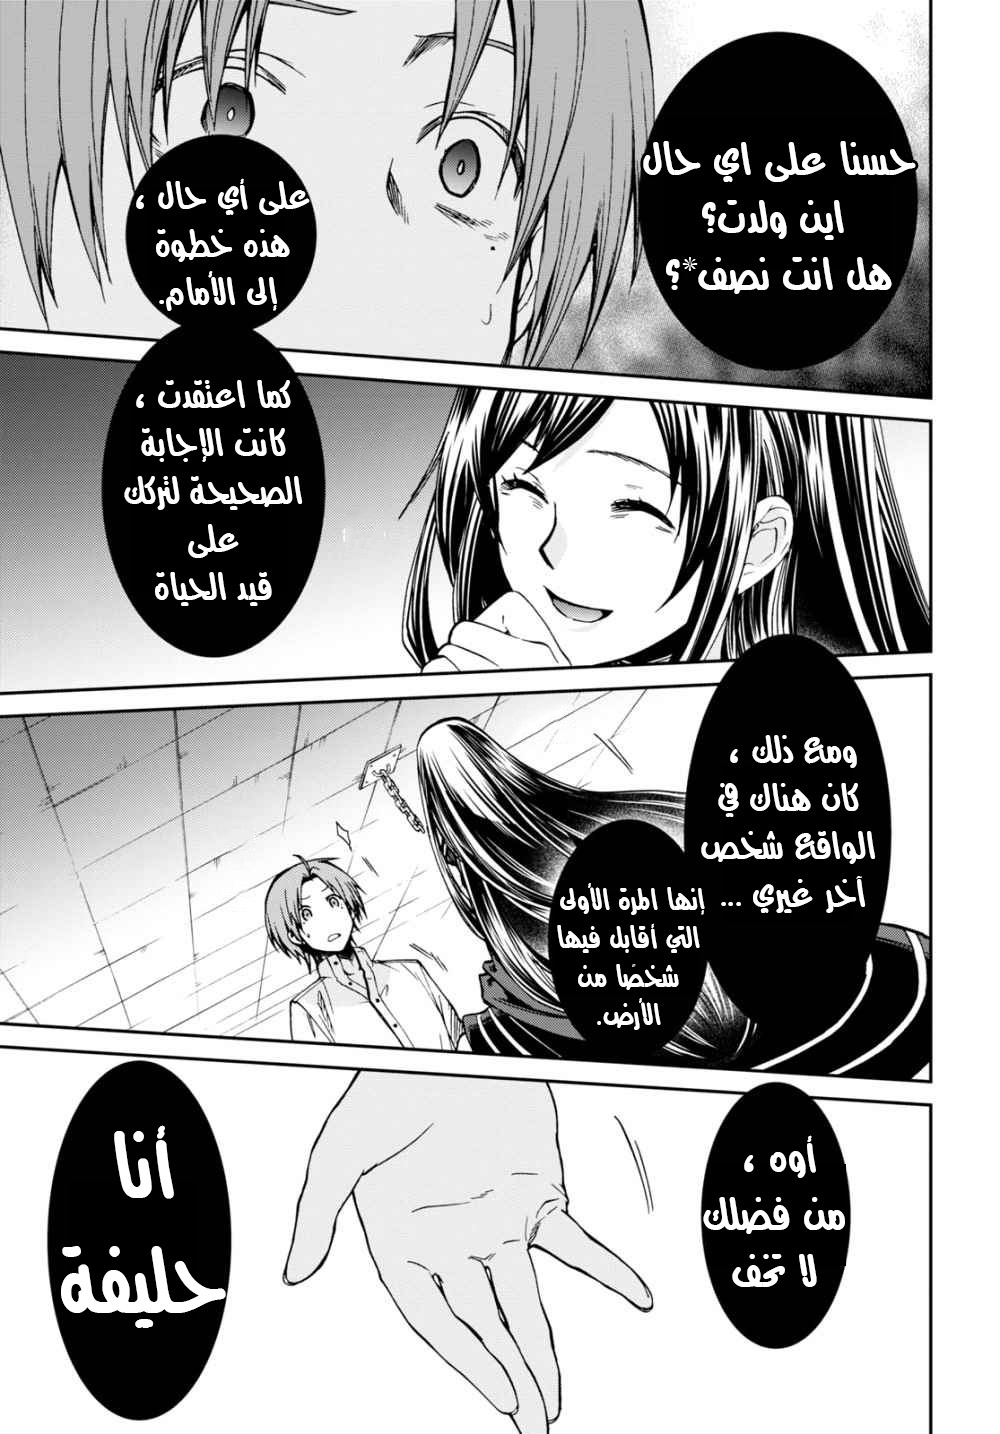 حسنا على اي حال
اين ولدت؟
هل انت نصف*؟
على أي حال ،
هذه خطوة
إلى الأمام.
كما اعتقدت ،
كانت الإجابة
الصحيحة لتركك
على
قيد الحياة
ومع ذلك ،
كان هناك في
الواقع شخص
آخر غيري ...
إنها المرة الأولى
التي أقابل فيها
شخصًا من
الأرض.
أوه ،
من فضلك
لا تخف
أنا
حليفة